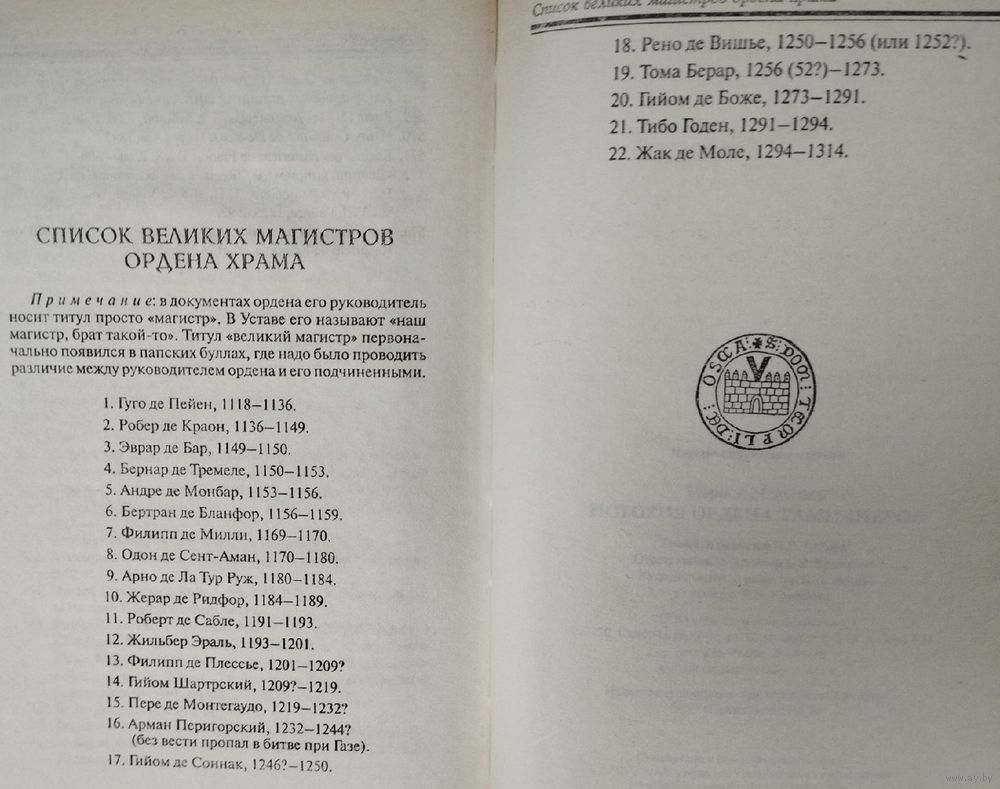 СПИСОК ВЕЛИКИХ МАГИСТРОВ
ОРДЕНА ХРАМА
Примечание: в документах ордена его руководитель
носит титул просто «магистр». В Уставе его называют «наш
магистр, брат такой-то». Титул «великий магистр» первона-
чально появился в папских буллах, где надо было проводить
различие между руководителем ордена и его подчиненными.
1. Гуго де Пейен, 1118–1136.
2. Робер де Краон, 1136–1149.
3. Эврар де Бар, 1149–1150.
4. Бернар де Тремеле, 1150–1153.
5. Андре де Монбар, 1153–1156.
6. Бертран де Бланфор, 1156–1159.
7. Филипп де Милли, 1169–1170.
8. Одон де Сент-Аман, 1170–1180.
9. Арно де Ла Тур Руж, 1180–1184.
10. Жерар де Ридфор, 1184–1189.
11. Роберт де Сабле, 1191–1193.
12. Жильбер Эраль, 1193–1201.
13. Филипп де Плессье, 1201–1209?
14. Гийом Шартрский, 1209?–1219.
15. Пере де Монтегаудо, 1219–1232?
16. Арман Перигорский, 1232–1244?
(без вести пропал в битве при Газе).
17. Гийом де Соннак, 1246?–1250.
Список великих магистров ордена храма
18. Рено де Вишье, 1250–1256 (или 1252?).
19. Тома Берар, 1256 (52?)–1273.
20. Гийом де Боже, 1273–1291.
21. Тибо Годен, 1291–1294.
22. Жак де Моле, 1294–1314.
www.ay.by